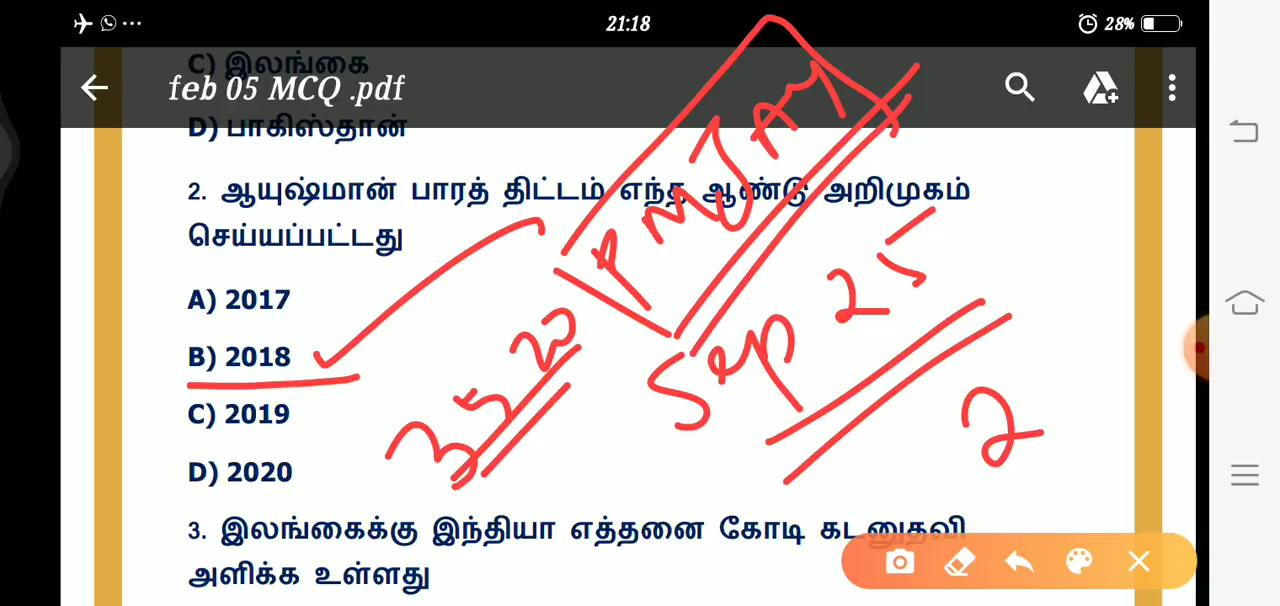 21:18
28%
C) இலங்கை
feb 05 MCQ .pdf
D) பாகிஸ்தான்
2. ஆயுஷ்மான் பாரத் திட்டம் எந்த ஆண்டு அறிமுகம்
செய்யப்பட்டது
A) 2017
B) 2018
C) 2019
D) 2020
PMJAY
Sep 25
2
3. இலங்கைக்கு இந்தியா எத்தனை கோடி கடனுதவி
அளிக்க உள்ளது